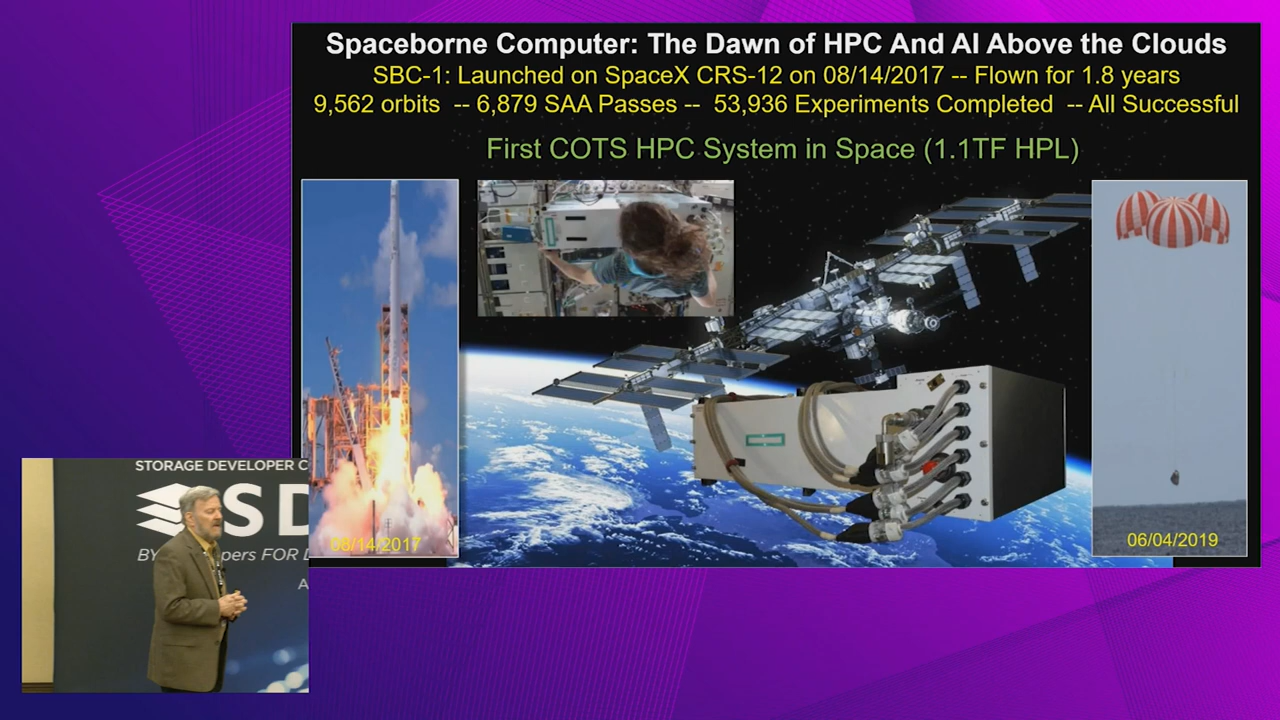 Spaceborne Computer: The Dawn of HPC And AI Above the Clouds
SBC-1: Launched on SpaceX CRS-12 on 08/14/2017 -- Flown for 1.8 years
9,562 orbits -- 6,879 SAA Passes -- 53,936 Experiments Completed -- All Successful
First COTS HPC System in Space (1.1TF HPL)
08/14/2017
06/04/2019
STORAGE DEVELOPER C
SD
BY pers FOR D
A